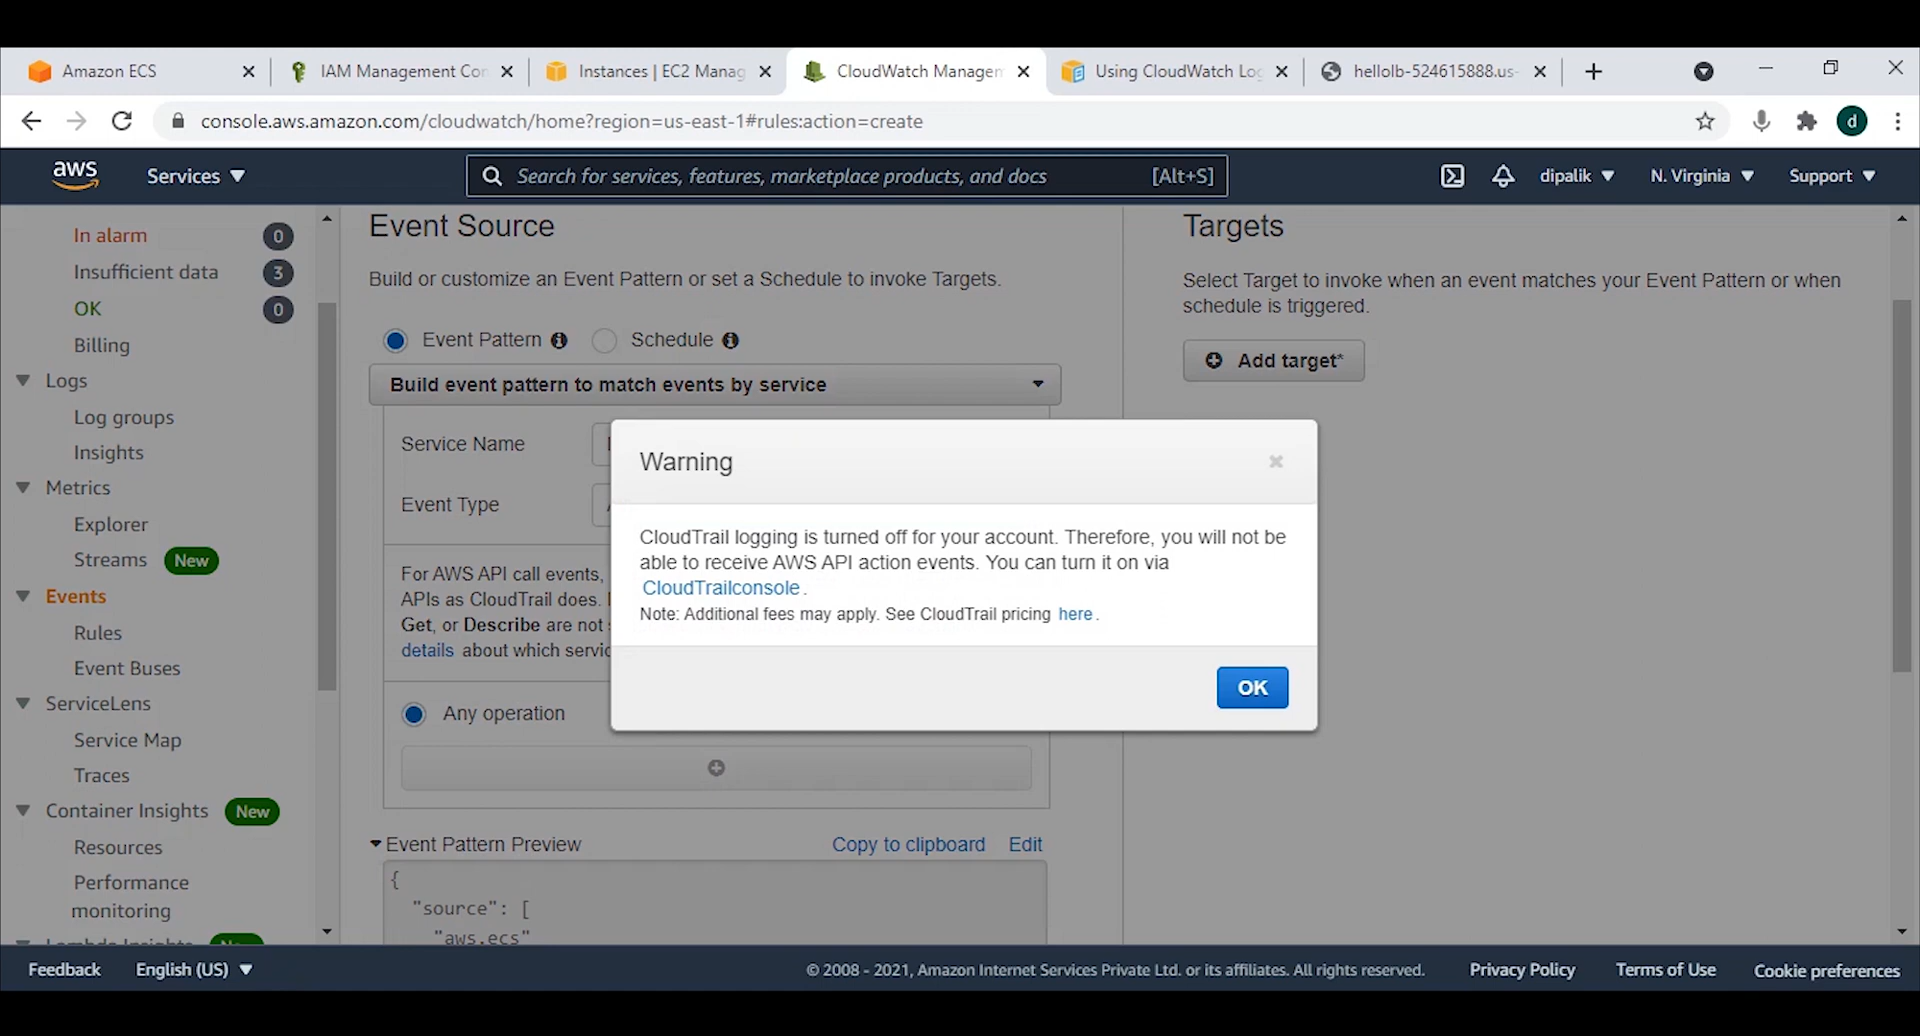 Amazon ECS
IAM Management Con
Instances | EC2 Manag
CloudWatch Managem
Using CloudWatch Log
hellolb-524615888.us-
d
console.aws.amazon.com/cloudwatch/home?region=us-east-1#rules:action=create
aws
Services
Search for services, features, marketplace products, and docs
[Alt+S]
dipalik
N. Virginia
Support
In alarm 0
Insufficient data 3
OK 0
Billing
Logs
Log groups
Insights
Metrics
Explorer
Streams New
Events
Rules
Event Buses
ServiceLens
Service Map
Traces
Container Insights New
Resources
Performance
monitoring
Event Source
Build or customize an Event Pattern or set a Schedule to invoke Targets.
Event Pattern
Schedule
Build event pattern to match events by service
Service Name
Event Type
For AWS API call events,
APIs as CloudTrail does.
Get, or Describe are not
details about which servic
Any operation
Event Pattern Preview
Copy to clipboard
Edit
{
"source": [
"aws.ecs"
Targets
Select Target to invoke when an event matches your Event Pattern or when
schedule is triggered.
Add target*
Warning
CloudTrail logging is turned off for your account. Therefore, you will not be
able to receive AWS API action events. You can turn it on via
CloudTrailconsole.
Note: Additional fees may apply. See CloudTrail pricing here.
OK
Feedback
English (US)
© 2008 - 2021, Amazon Internet Services Private Ltd. or its affiliates. All rights reserved.
Privacy Policy
Terms of Use
Cookie preferences